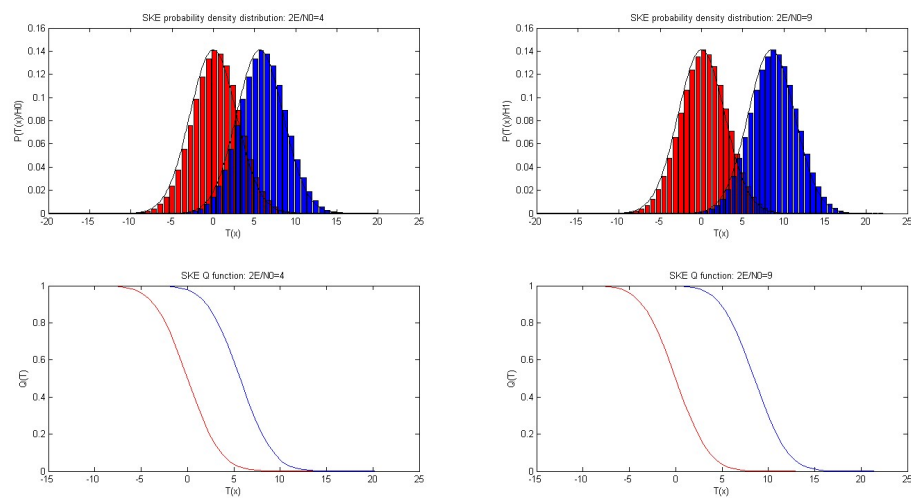 SKE probability density distribution: 2E/N0=4
P(T(x)/H0)
0.16
0.14
0.12
0.1
0.08
0.06
0.04
0.02
0
-20 -15 -10 -5 0 5 10 15 20 25
T(x)
SKE probability density distribution: 2E/N0=9
P(T(x)/H1)
0.16
0.14
0.12
0.1
0.08
0.06
0.04
0.02
0
-20 -15 -10 -5 0 5 10 15 20 25
T(x)
SKE Q function: 2E/N0=4
Q(T)
1
0.8
0.6
0.4
0.2
0
-15 -10 -5 0 5 10 15 20 25
T(x)
SKE Q function: 2E/N0=9
Q(T)
1
0.8
0.6
0.4
0.2
0
-15 -10 -5 0 5 10 15 20 25
T(x)